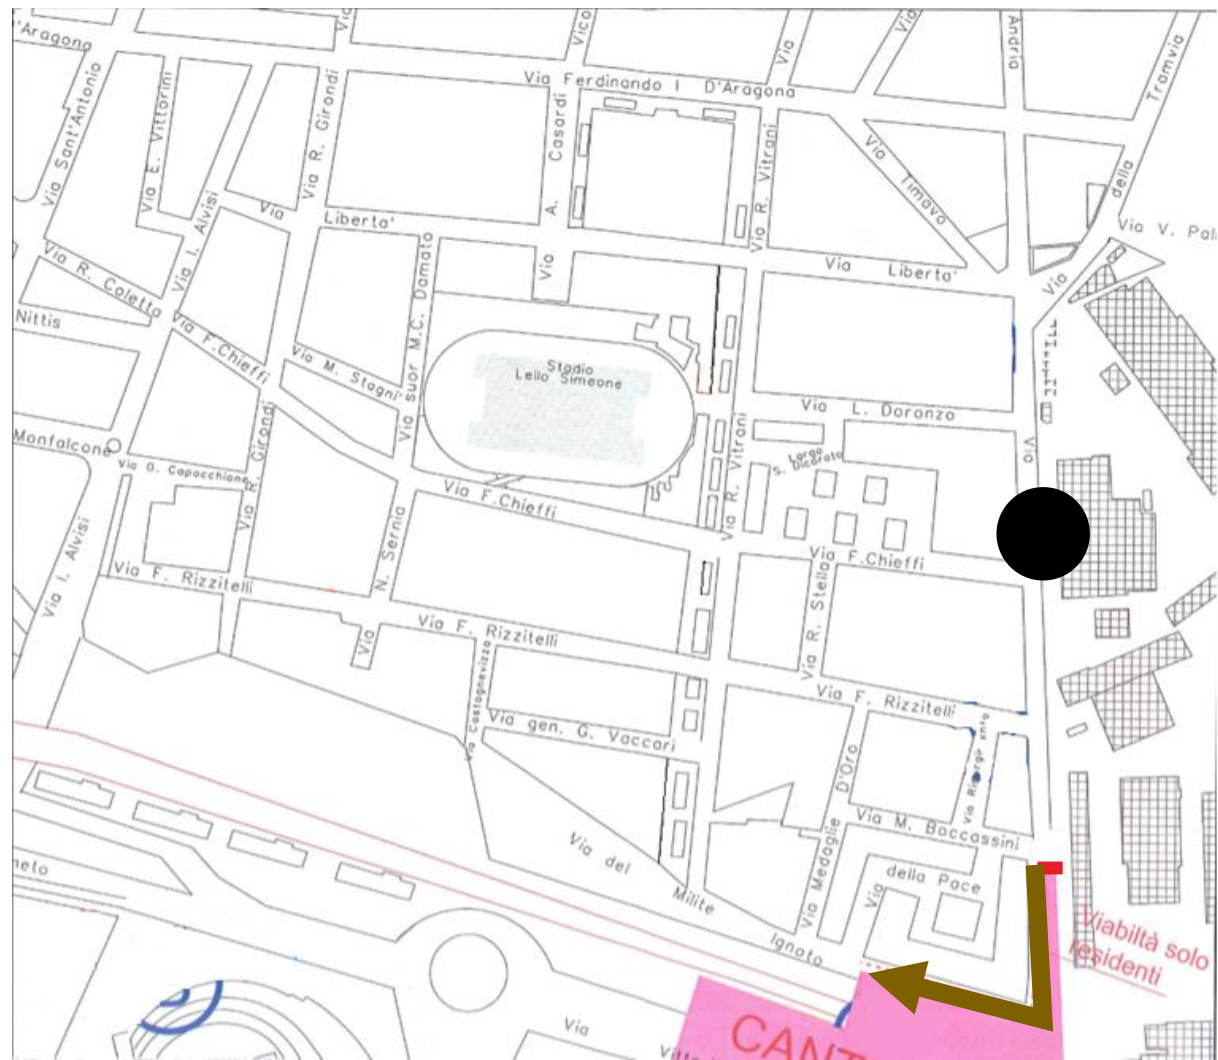 D'Aragona
Via Sant'Antonio
Via E. Vittorini
Via R. Girondi
Via
Via
Via
Andria
Via Ferdinando I D'Aragona
Via A. Casardi
Via R. Vitrani
Via Timavo
Via della Tramvia
Via V. Pal
Via I. Alvisi
Via Liberta'
Via Liberta'
Via R. Coletta
Nittis
Via F.Chieffi
Via M. Stagni'
Via suor M.C. Damato
Stadio
Lello Simeone
Via L. Doronzo
Via
Monfalcone
Via O. Capacchione
Via R. Girondi
Via R. Vitrani
Largo
S. Dicorato
Via I. Alvisi
Via F.Chieffi
Via F.Chieffi
Via N. Sernia
Via F. Rizzitelli
Via F. Rizzitelli
Via R. Stella
Via F. Rizzitelli
Via gen. G. Vaccari
Via Medaglie D'Oro
Via M. Boccassini
Via della Pace
Via del Milite Ignoto
neto
Viabiltà solo
residenti
Via
CANT